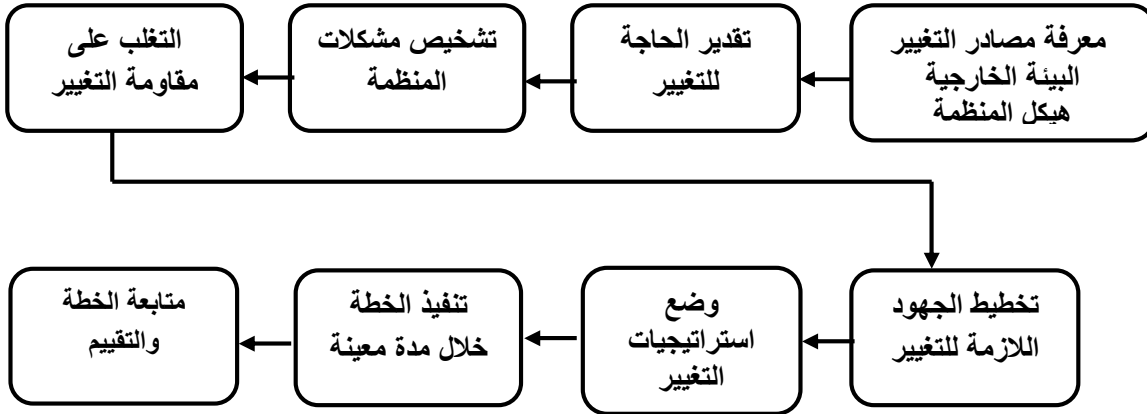 معرفة مصادر التغيير
البيئة الخارجية
هيكل المنظمة
تقدير الحاجة
للتغيير
تشخيص مشكلات
المنظمة
التغلب على
مقاومة التغيير
تخطيط الجهود
اللازمة للتغيير
وضع
استراتيجيات
التغيير
تنفيذ الخطة
خلال مدة معينة
متابعة الخطة
والتقييم